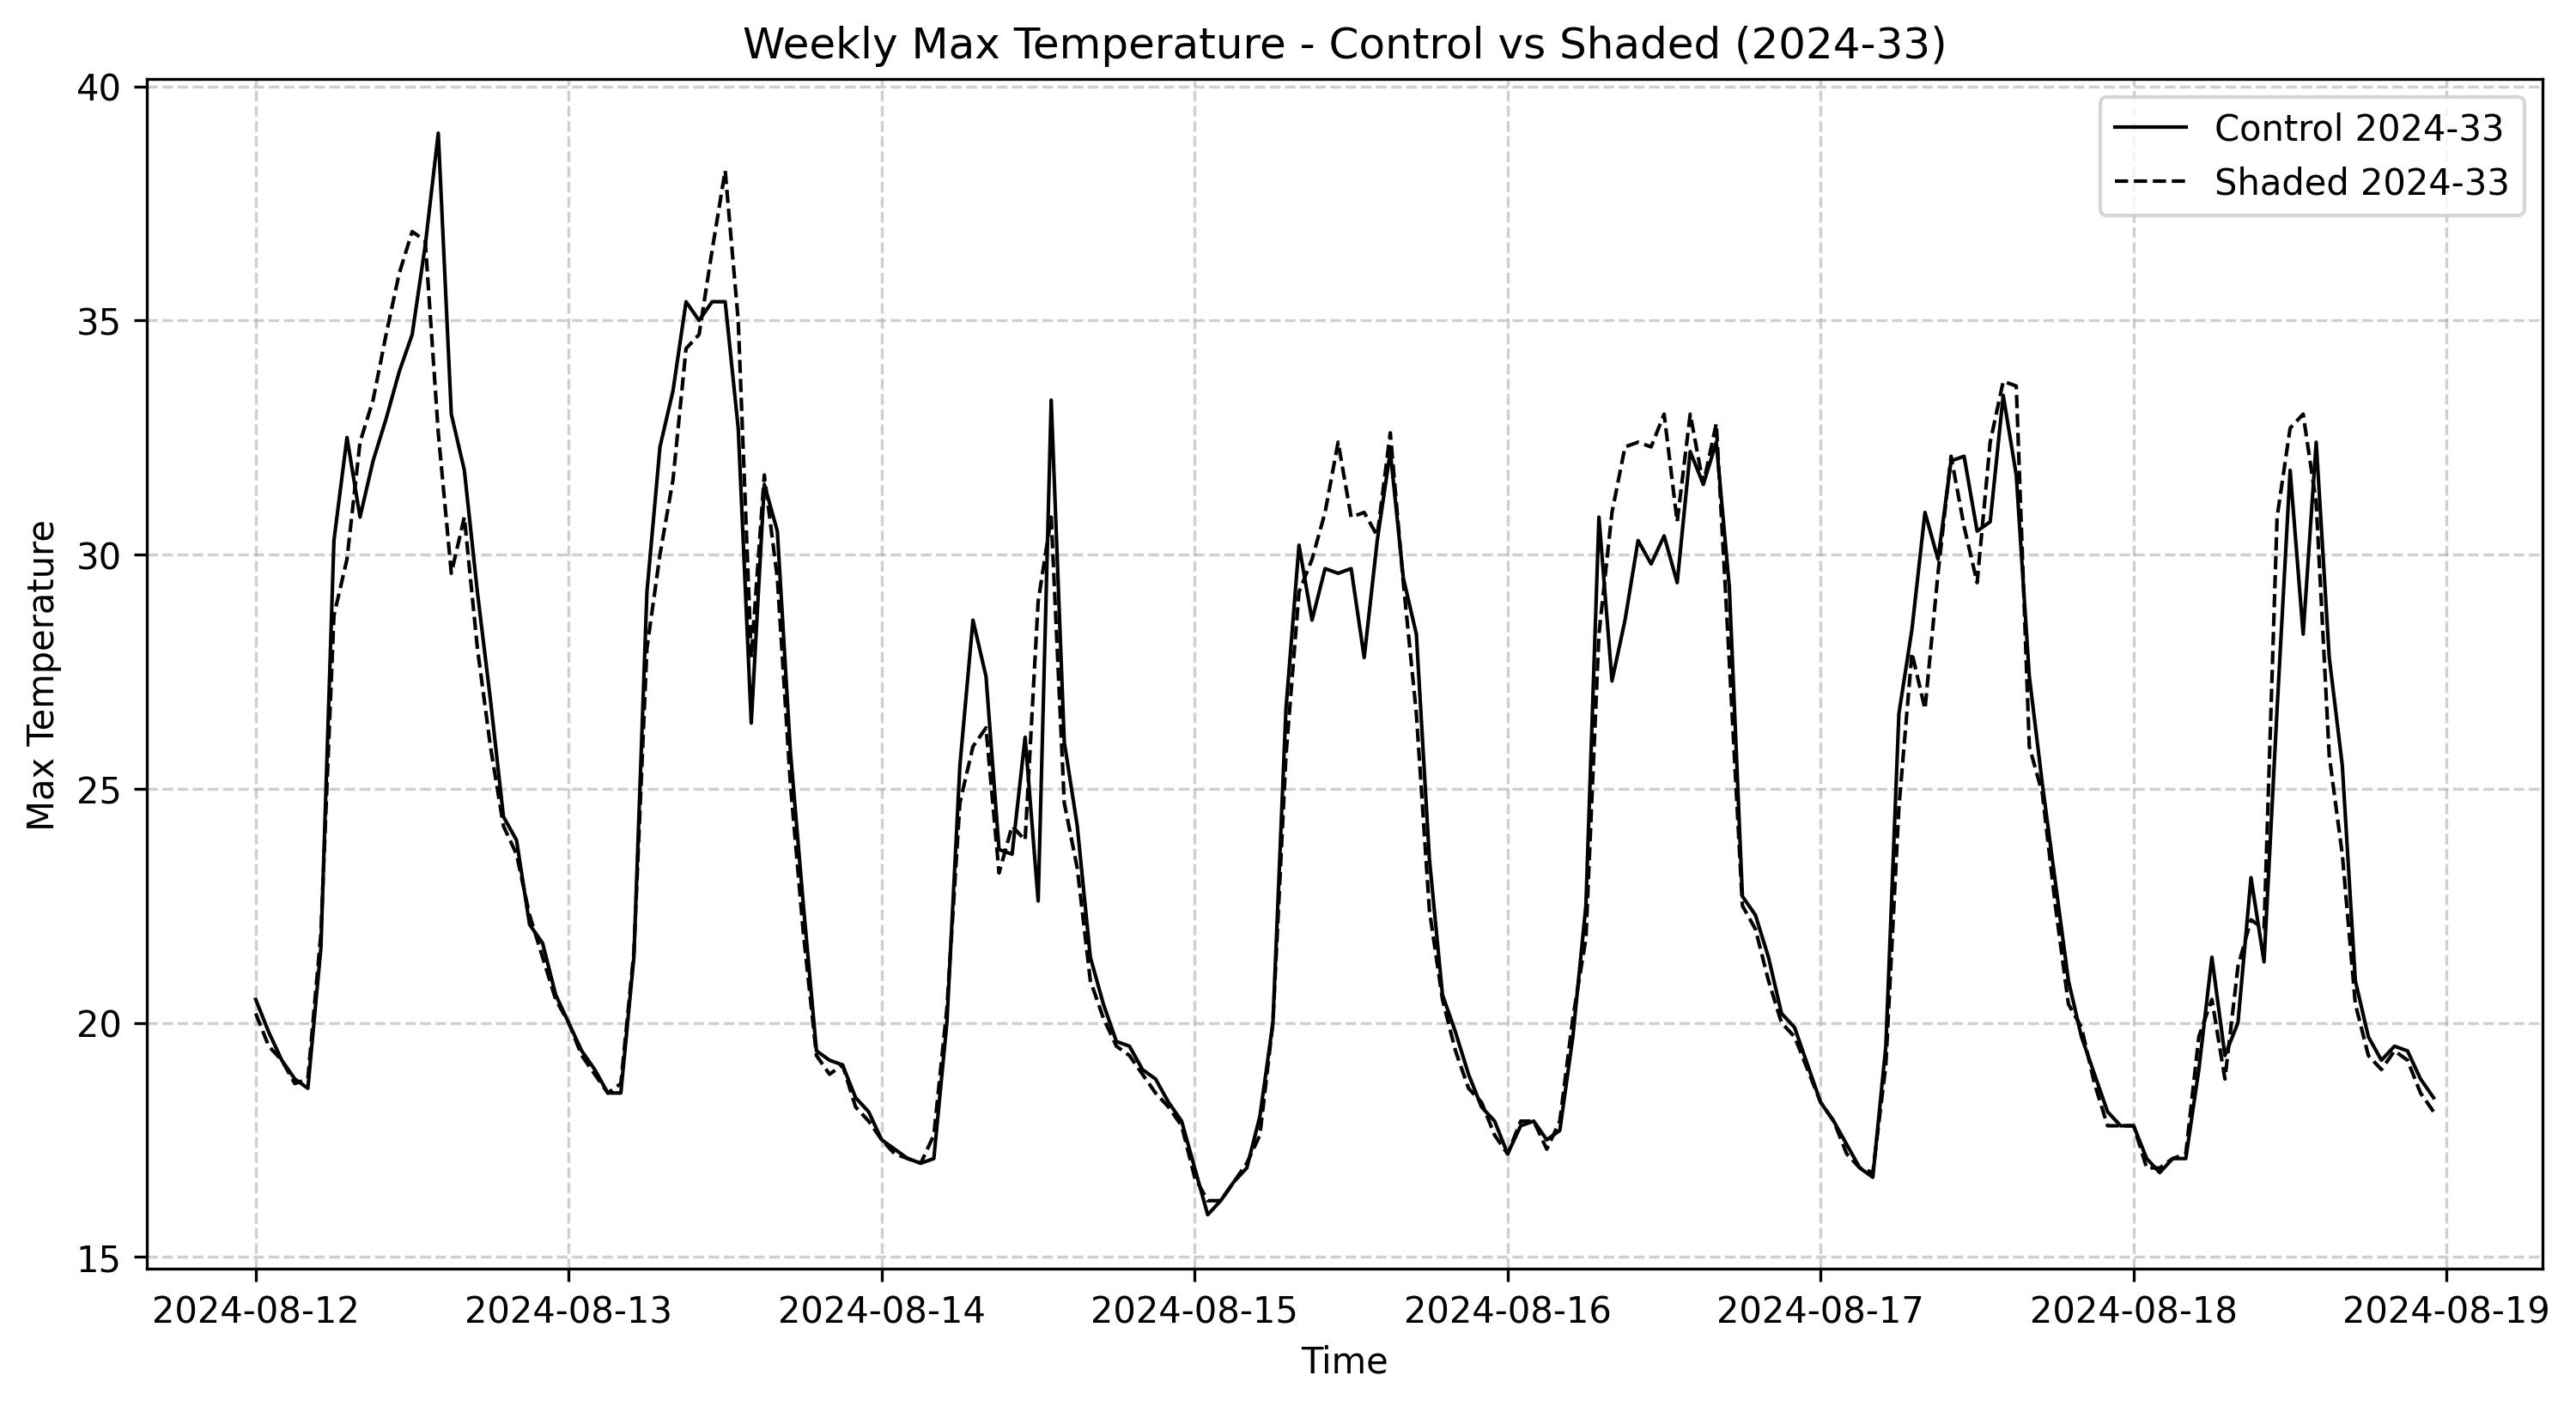 Weekly Max Temperature - Control vs Shaded (2024-33)
Control 2024-33
Shaded 2024-33
Max Temperature
40
35
30
25
20
15
2024-08-12 2024-08-13 2024-08-14 2024-08-15 2024-08-16 2024-08-17 2024-08-18 2024-08-19
Time